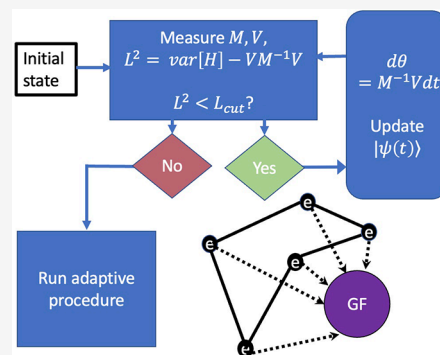 Initial
state
Measure M, V,
L² = var[H] − VM⁻¹V
L² < L_cut?
dθ
= M⁻¹Vdt
Update
|ψ(t)⟩
No
Yes
Run adaptive
procedure
e
e
e
e
e
GF